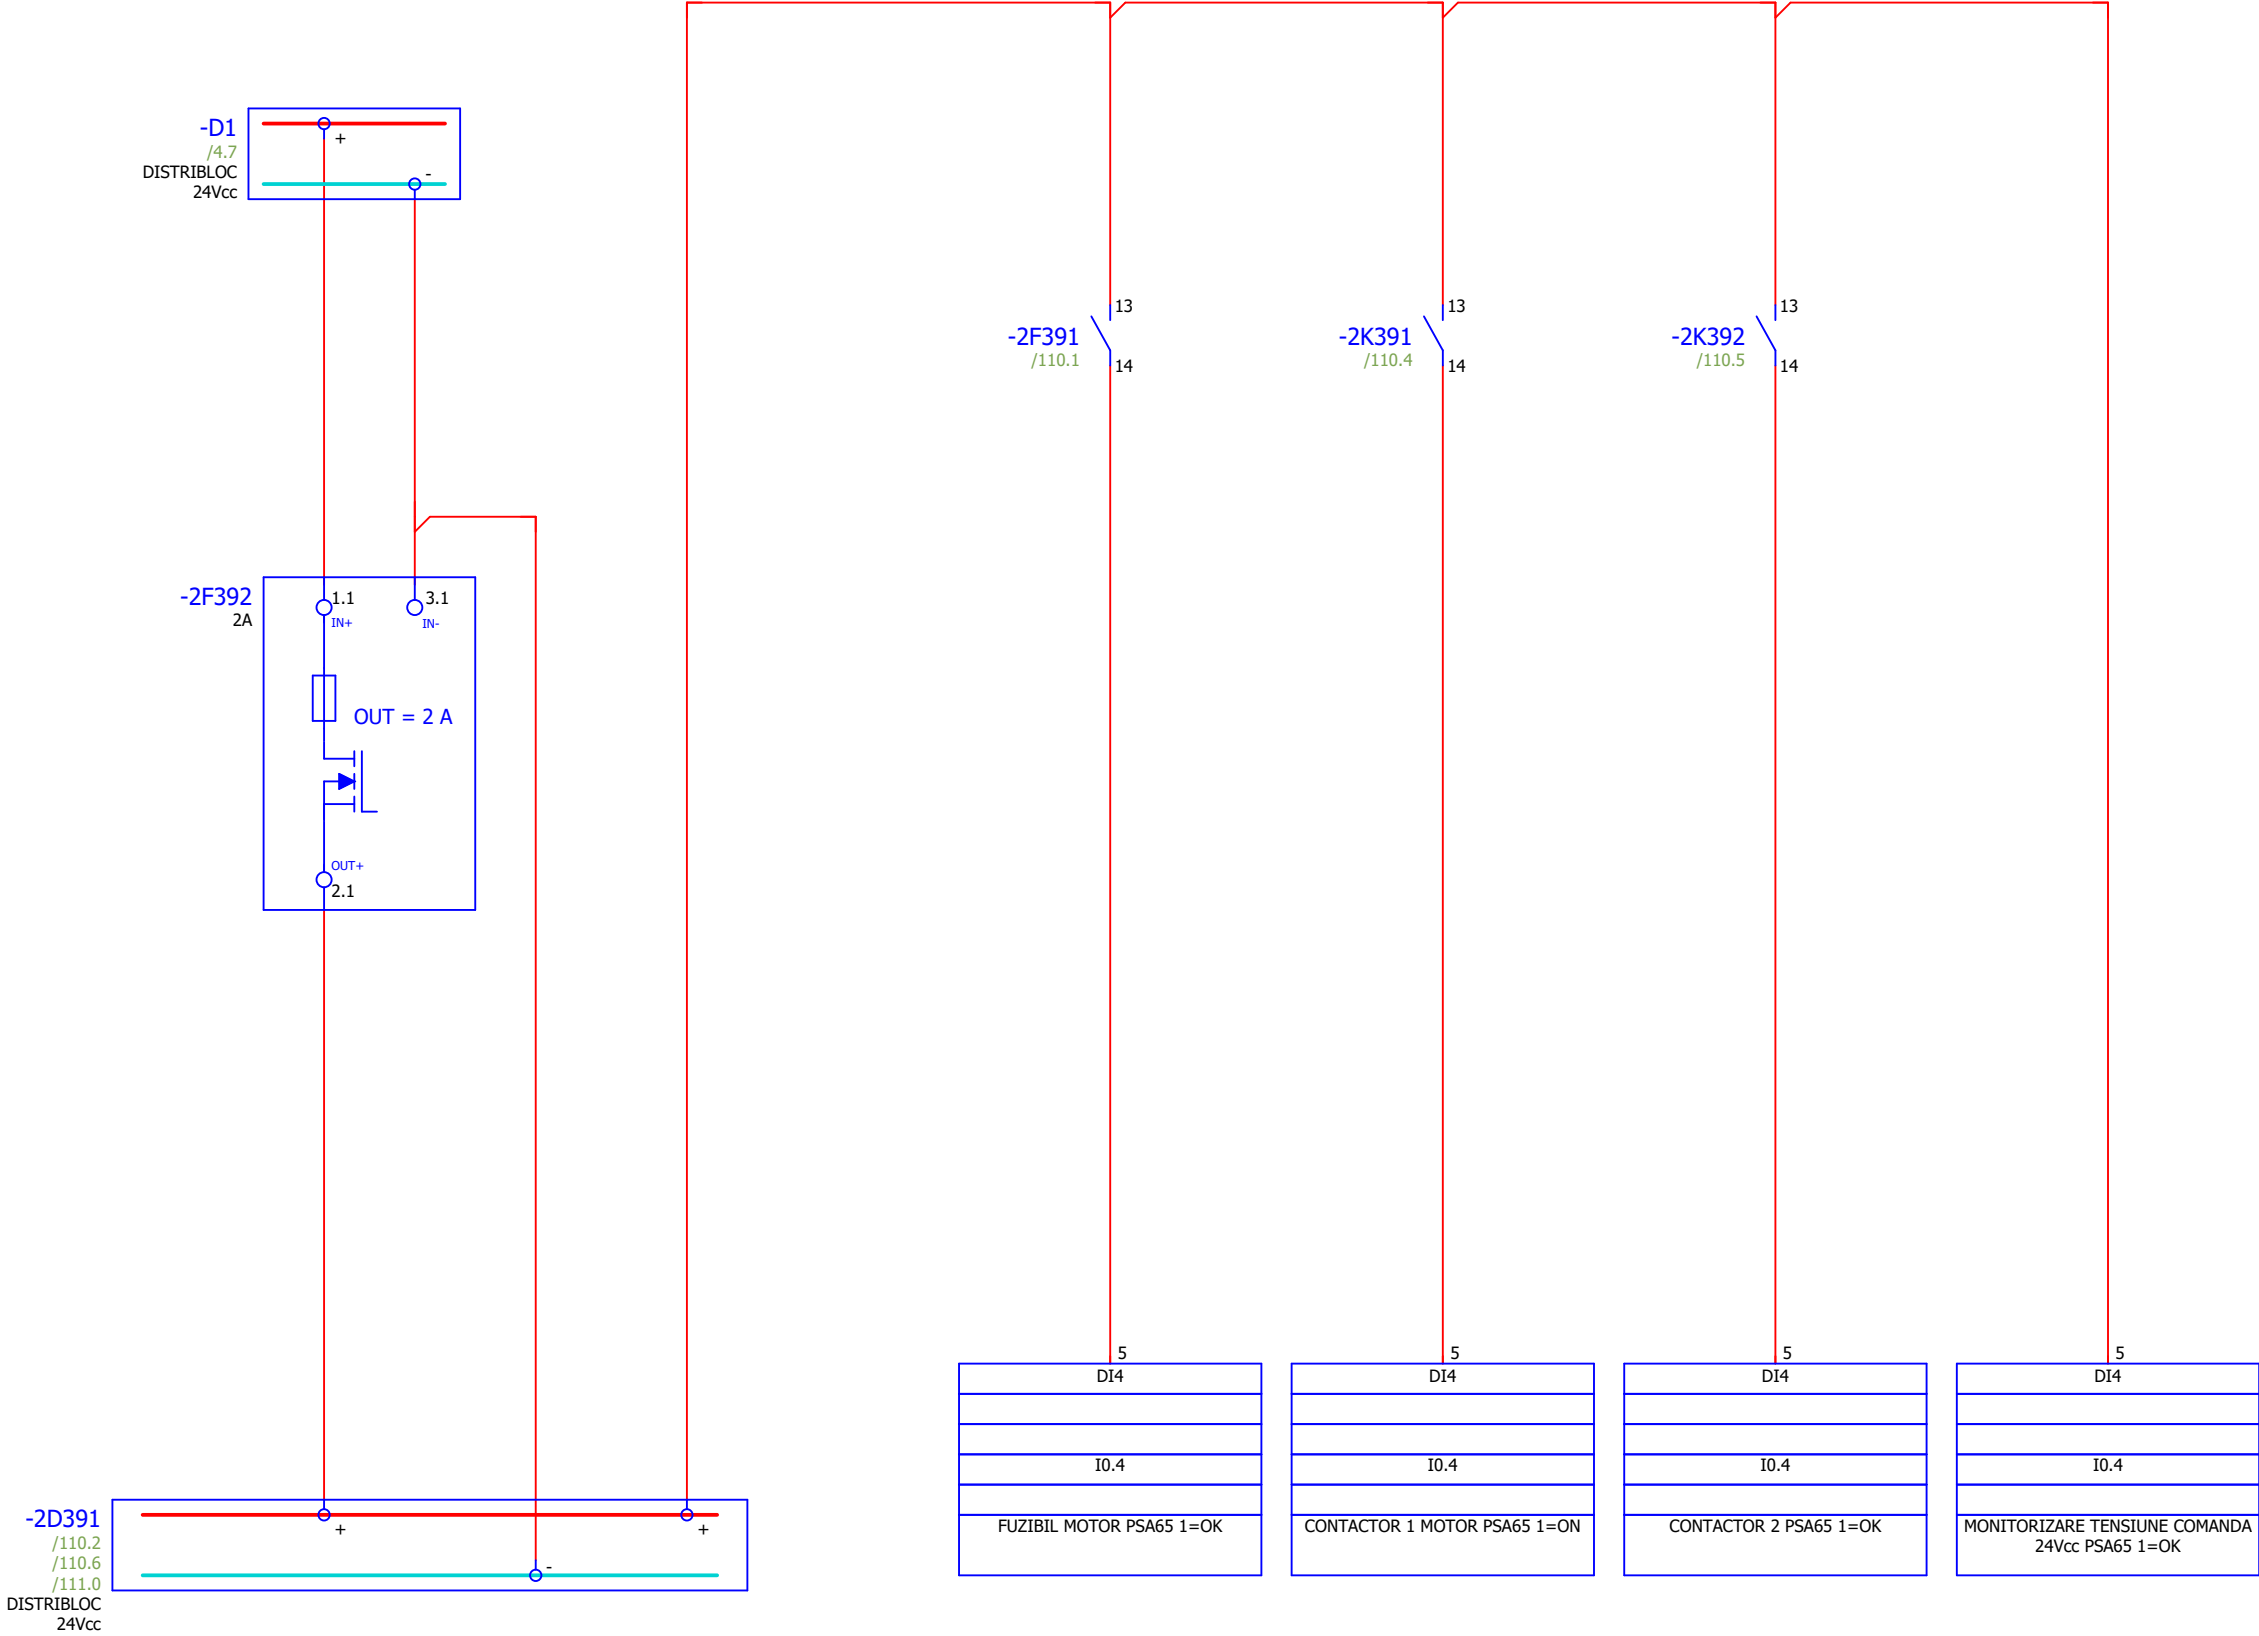 -D1
/4.7
DISTRIBLOC
24Vcc
+
-
-2F391
/110.1
13
14
-2K391
/110.4
13
14
-2K392
/110.5
13
14
-2F392
2A
1.1
IN+
3.1
IN-
OUT = 2 A
OUT+
2.1
-2D391
/110.2
/110.6
/111.0
DISTRIBLOC
24Vcc
+
-
+
5
DI4
I0.4
FUZIBIL MOTOR PSA65 1=OK
5
DI4
I0.4
CONTACTOR 1 MOTOR PSA65 1=ON
5
DI4
I0.4
CONTACTOR 2 PSA65 1=OK
5
DI4
I0.4
MONITORIZARE TENSIUNE COMANDA
24Vcc PSA65 1=OK